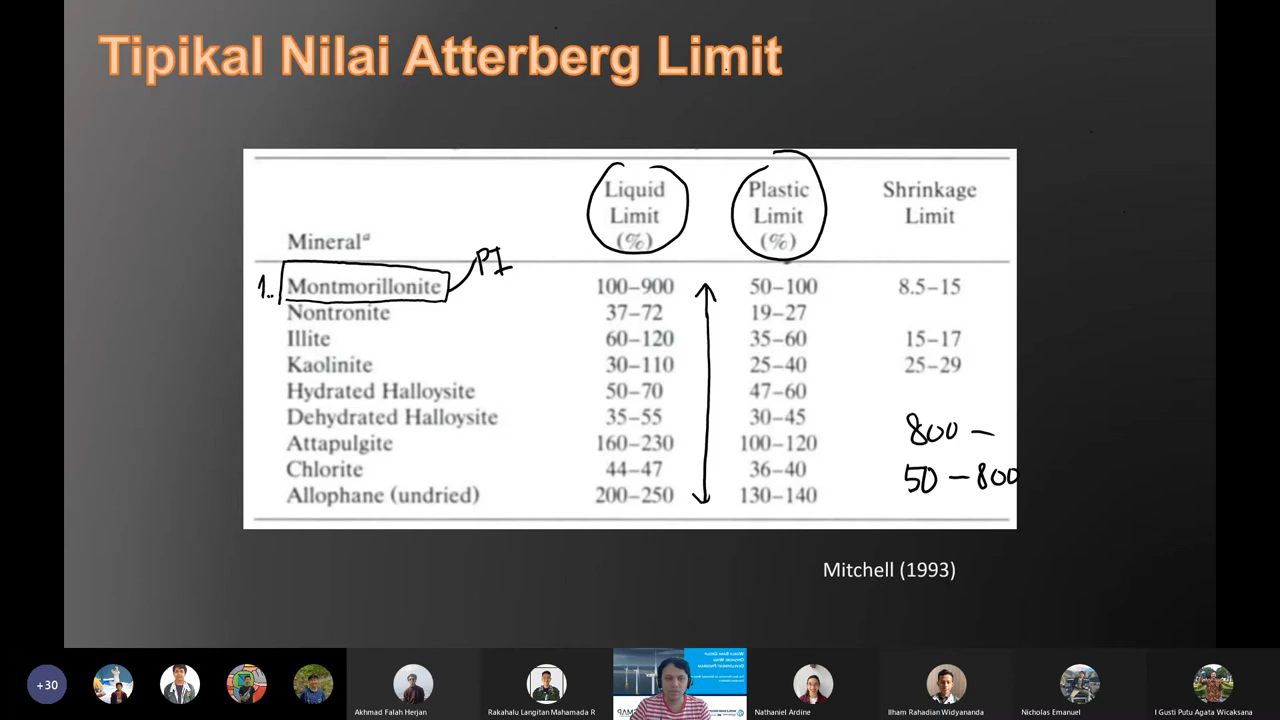 Tipikal Nilai Atterberg Limit
Liquid Plastic Shrinkage
Limit Limit Limit
Mineralᵃ (%) (%)
PI
1.. Montmorillonite 100–900 50–100 8.5–15
Nontronite 37–72 19–27
Illite 60–120 35–60 15–17
Kaolinite 30–110 25–40 25–29
Hydrated Halloysite 50–70 47–60
Dehydrated Halloysite 35–55 30–45
800 –
Attapulgite 160–230 100–120
Chlorite 44–47 36–40
50 – 800
Allophane (undried) 200–250 130–140
Mitchell (1993)
+30
Akhmad Falah Herjan
Rakahalu Langitan Mahamada R
Nathaniel Ardine
Ilham Rahadian Widyananda
Nicholas Emanuel
I Gusti Putu Agata Wicaksana